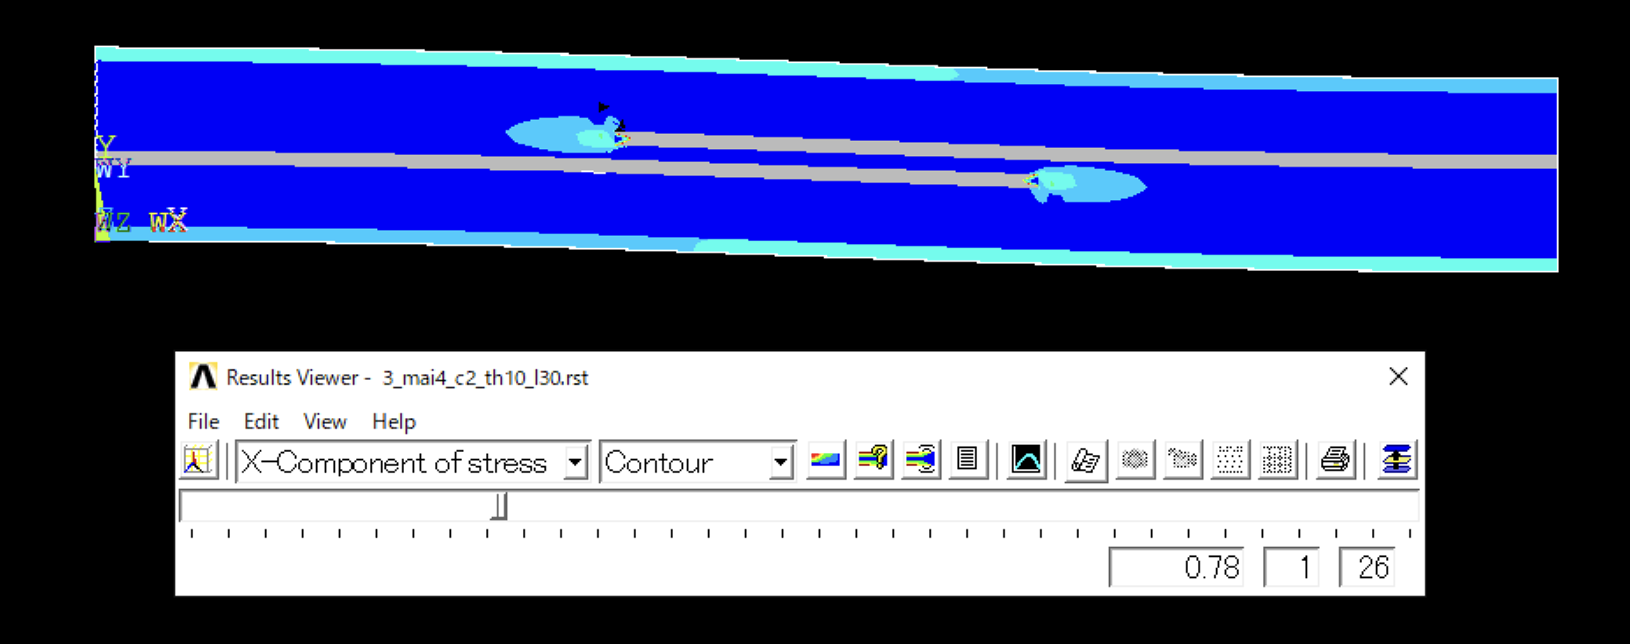 Y
WY
WZ WX
Results Viewer - 3_mai4_c2_th10_l30.rst
File Edit View Help
X-Component of stress Contour
0.78 1 26